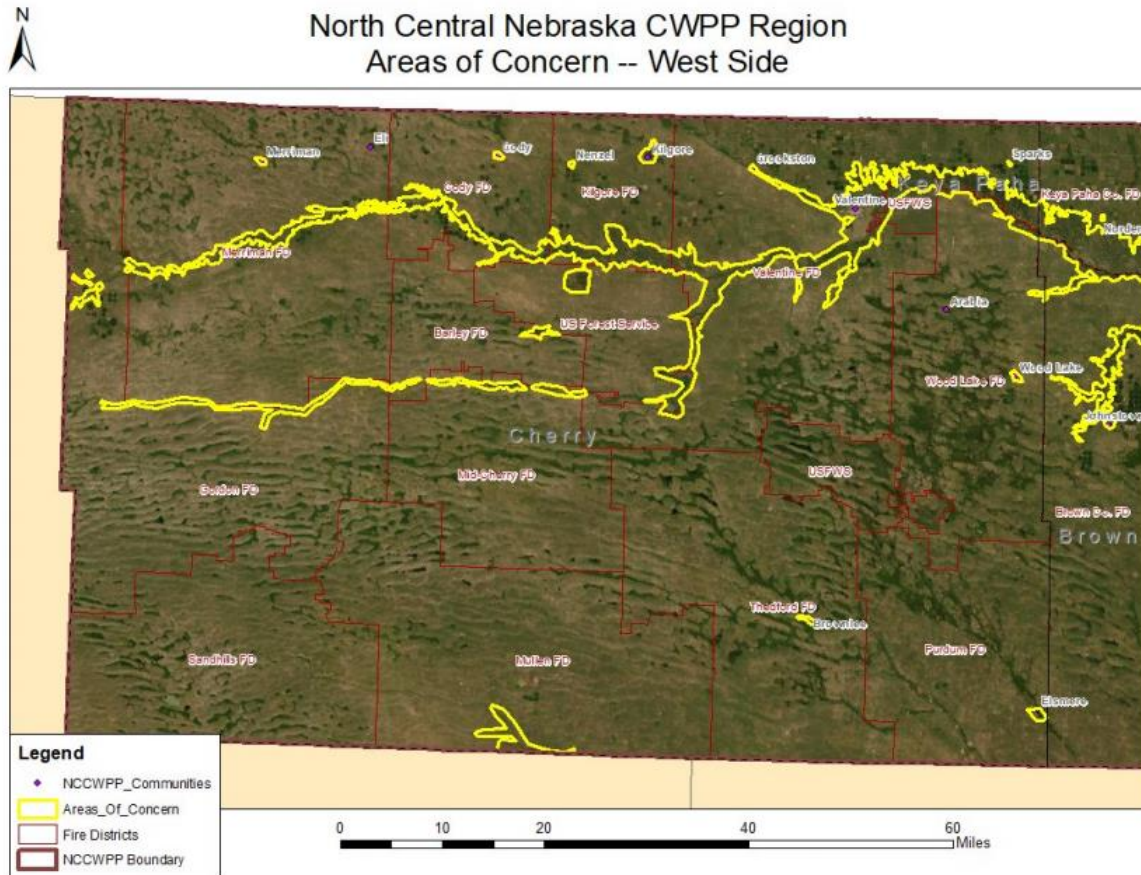 N
North Central Nebraska CWPP Region
Areas of Concern -- West Side
Merriman
Eli
Cody
Nenzel
Kilgore
Crookston
Sparks
Cody FD
Kilgore FD
Keya Paha
Valentine
USFWS
Keya Paha Co. FD
Norden
Merriman FD
Valentine FD
Arabia
Barley FD
US Forest Service
Wood Lake FD
Wood Lake
Johnstown
Cherry
Gordon FD
Mid-Cherry FD
USFWS
Brown Co. FD
Brown
Thedford FD
Brownlee
Sandhills FD
Mullen FD
Purdum FD
Elsmere
Legend
NCCWPP_Communities
Areas_Of_Concern
Fire Districts
NCCWPP Boundary
0 10 20 40 60
Miles